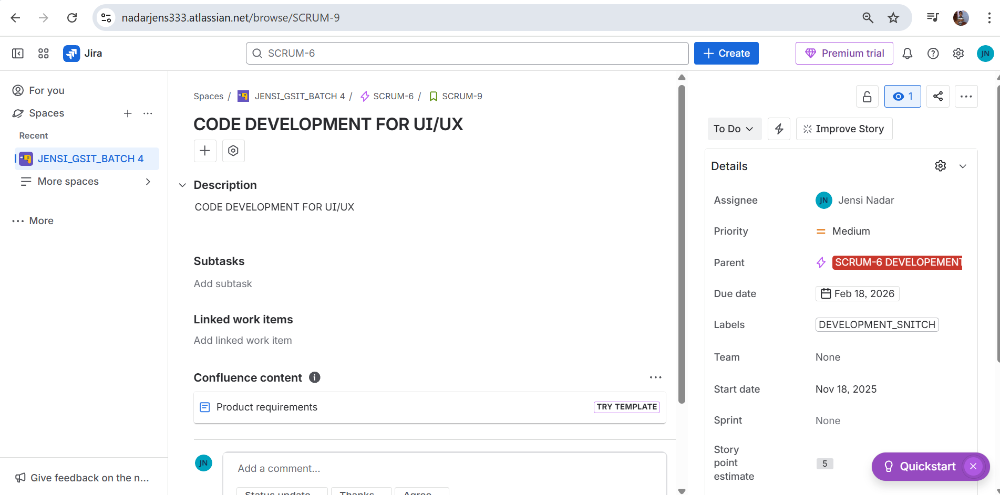 nadarjens333.atlassian.net/browse/SCRUM-9
Jira
SCRUM-6
Create
Premium trial
JN
For you
Spaces
Recent
JENSI_GSIT_BATCH 4
More spaces
More
Give feedback on the n...
Spaces / JENSI_GSIT_BATCH 4 / SCRUM-6 / SCRUM-9
CODE DEVELOPMENT FOR UI/UX
Description
CODE DEVELOPMENT FOR UI/UX
Subtasks
Add subtask
Linked work items
Add linked work item
Confluence content
Product requirements TRY TEMPLATE
JN
Add a comment...
Status update... Thanks... Agree...
1
To Do
Improve Story
Details
Assignee JN Jensi Nadar
Priority Medium
Parent SCRUM-6 DEVELOPEMENT
Due date Feb 18, 2026
Labels DEVELOPMENT_SNITCH
Team None
Start date Nov 18, 2025
Sprint None
Story
point
estimate
5
Quickstart